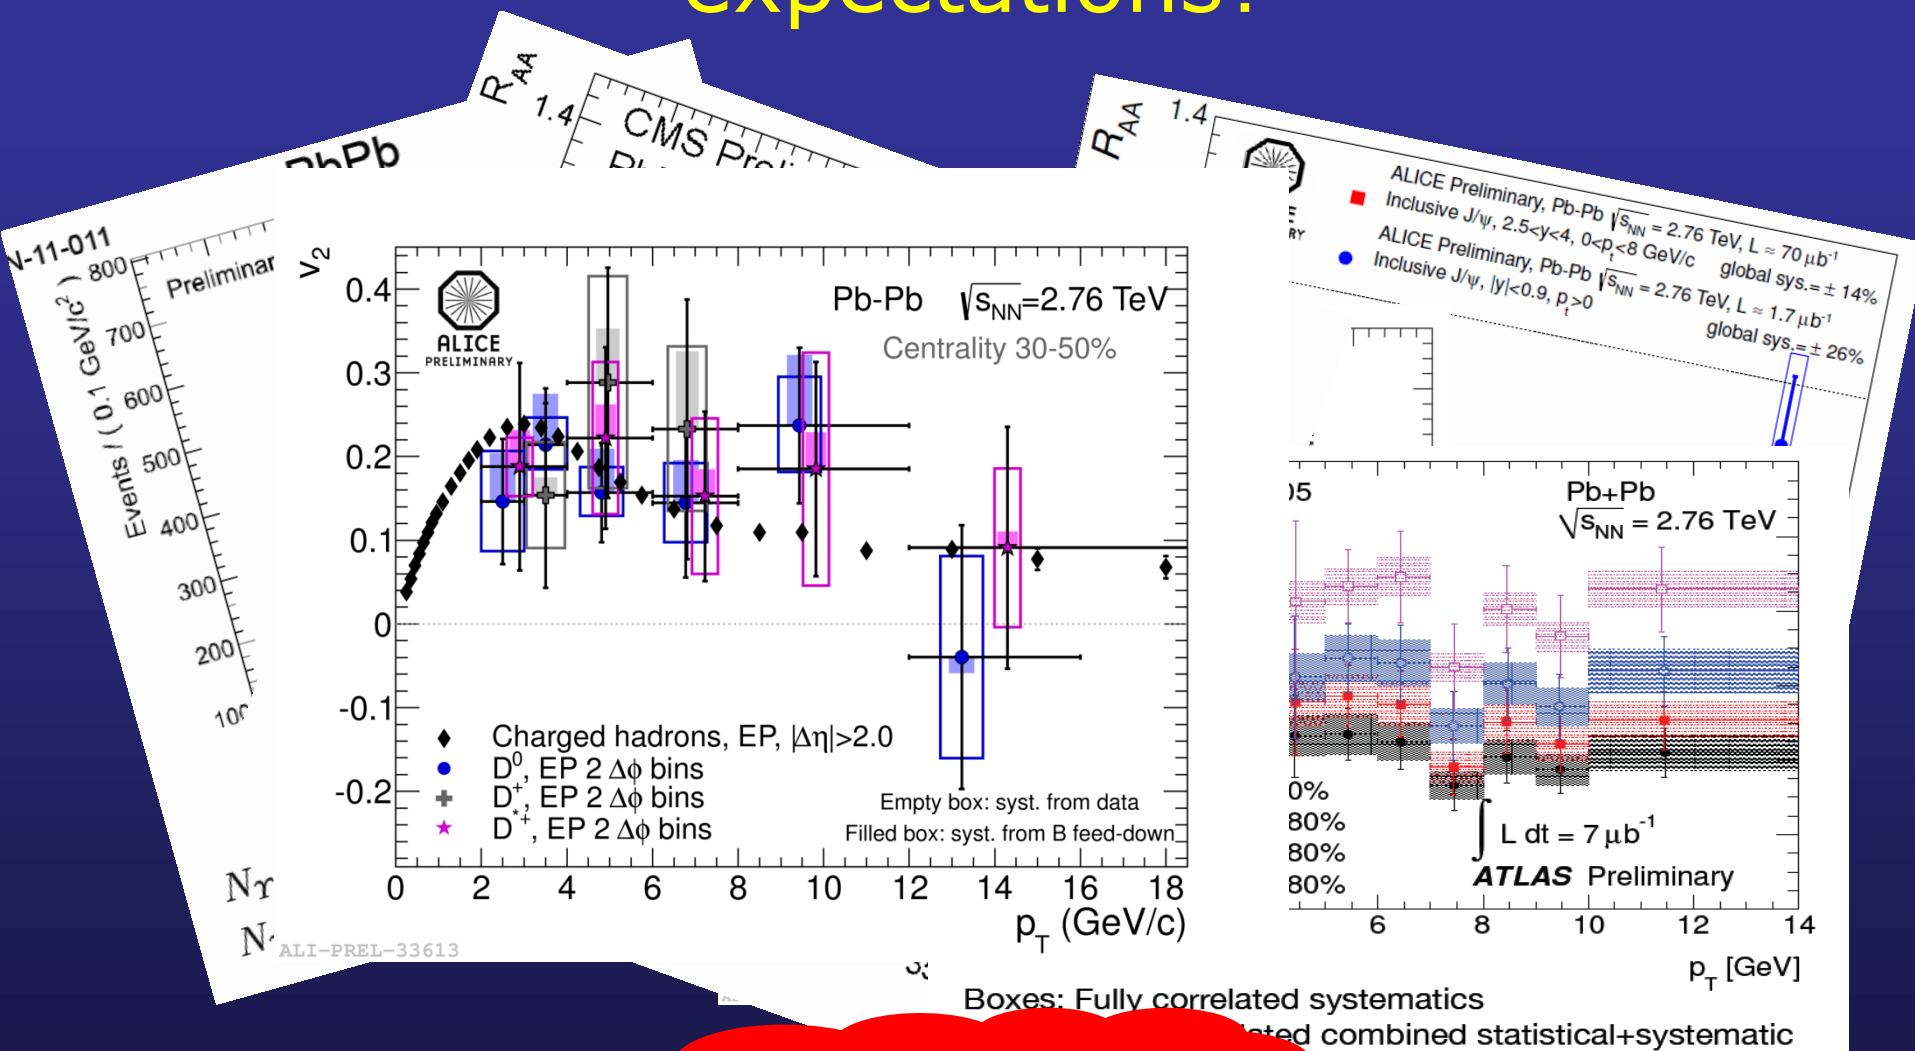 expectations?
R_AA
1.4
CMS
PbPb
N-11-011
Events / ( 0.1 GeV/c² )
800
700
600
500
400
300
200
100
Preliminar
R_AA
1.4
ALICE Preliminary, Pb-Pb √s_NN = 2.76 TeV, L ≈ 70 μb⁻¹
Inclusive J/ψ, 2.5<y<4, 0<p_t<8 GeV/c global sys.= ± 14%
ALICE Preliminary, Pb-Pb √s_NN = 2.76 TeV, L ≈ 1.7 μb⁻¹
Inclusive J/ψ, |y|<0.9, p_t>0 global sys.= ± 26%
v₂
0.4
0.3
0.2
0.1
0
-0.1
-0.2
ALICE
PRELIMINARY
Pb-Pb √s_NN=2.76 TeV
Centrality 30-50%
Charged hadrons, EP, |Δη|>2.0
D⁰, EP 2 Δϕ bins
D⁺, EP 2 Δϕ bins
D*⁺, EP 2 Δϕ bins
Empty box: syst. from data
Filled box: syst. from B feed-down
0 2 4 6 8 10 12 14 16 18
p_T (GeV/c)
ALI-PREL-33613
05
Pb+Pb
√s_NN = 2.76 TeV
0%
80%
80%
80%
∫ L dt = 7 μb⁻¹
ATLAS Preliminary
6 8 10 12 14
p_T [GeV]
Boxes: Fully correlated systematics
lated combined statistical+systematic